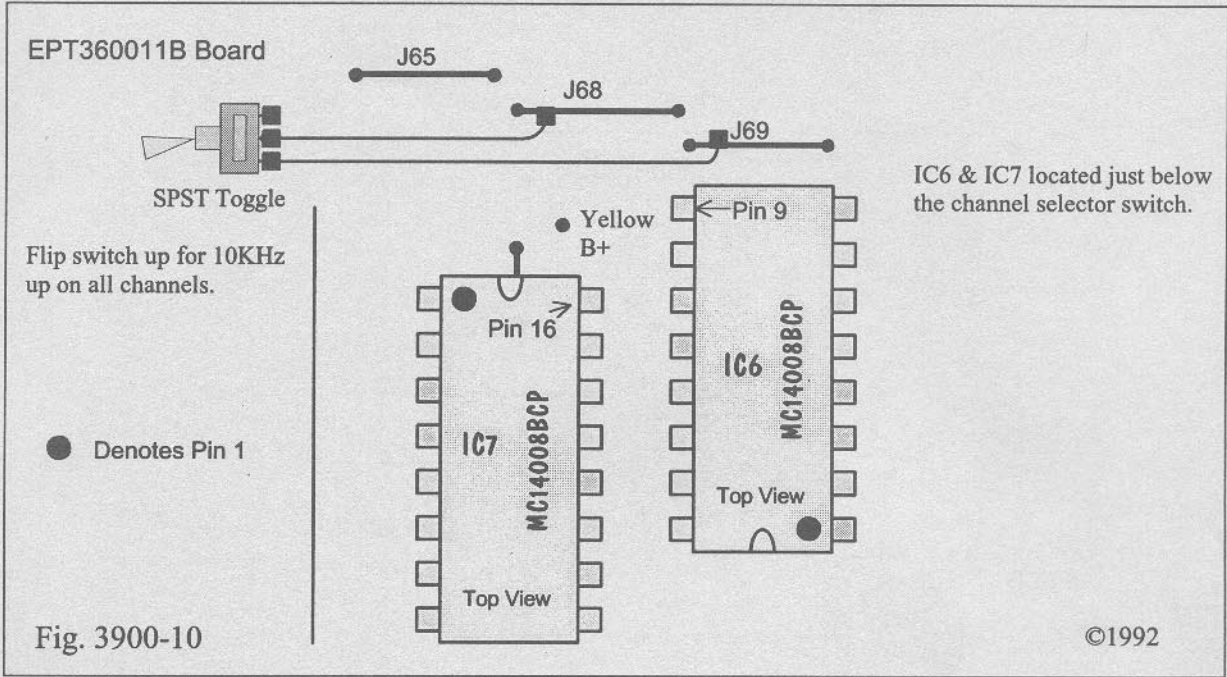 EPT360011B Board
J65
J68
J69
SPST Toggle
Flip switch up for 10KHz
up on all channels.
IC6 & IC7 located just below
the channel selector switch.
Yellow
B+
Pin 9
Pin 16
IC7
MC14008BCP
Top View
IC6
MC14008BCP
Top View
Denotes Pin 1
Fig. 3900-10
©1992